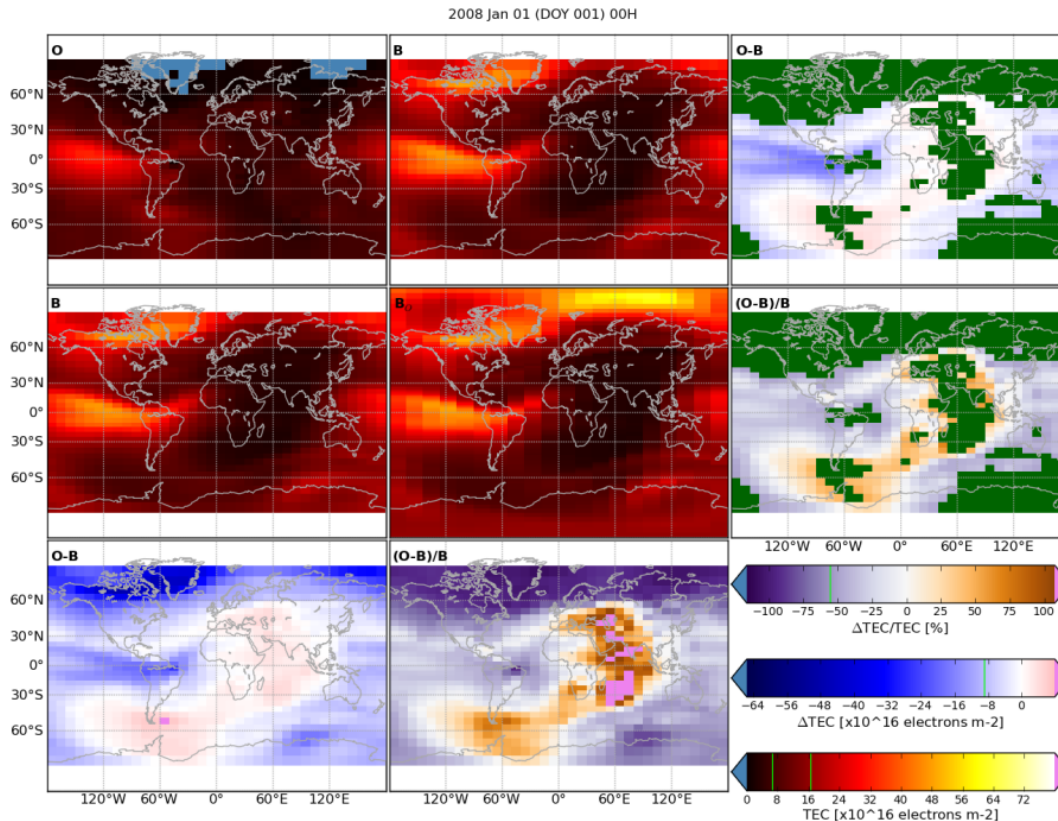 2008 Jan 01 (DOY 001) 00H
O
B
O-B
60°N
30°N
0°
30°S
60°S
B
B_O
(O-B)/B
60°N
30°N
0°
30°S
60°S
120°W 60°W 0° 60°E 120°E
O-B
(O-B)/B
60°N
30°N
0°
30°S
60°S
120°W 60°W 0° 60°E 120°E
120°W 60°W 0° 60°E 120°E
−100 −75 −50 −25 0 25 50 75 100
ΔTEC/TEC [%]
−64 −56 −48 −40 −32 −24 −16 −8 0
ΔTEC [x10^16 electrons m-2]
0 8 16 24 32 40 48 56 64 72
TEC [x10^16 electrons m-2]